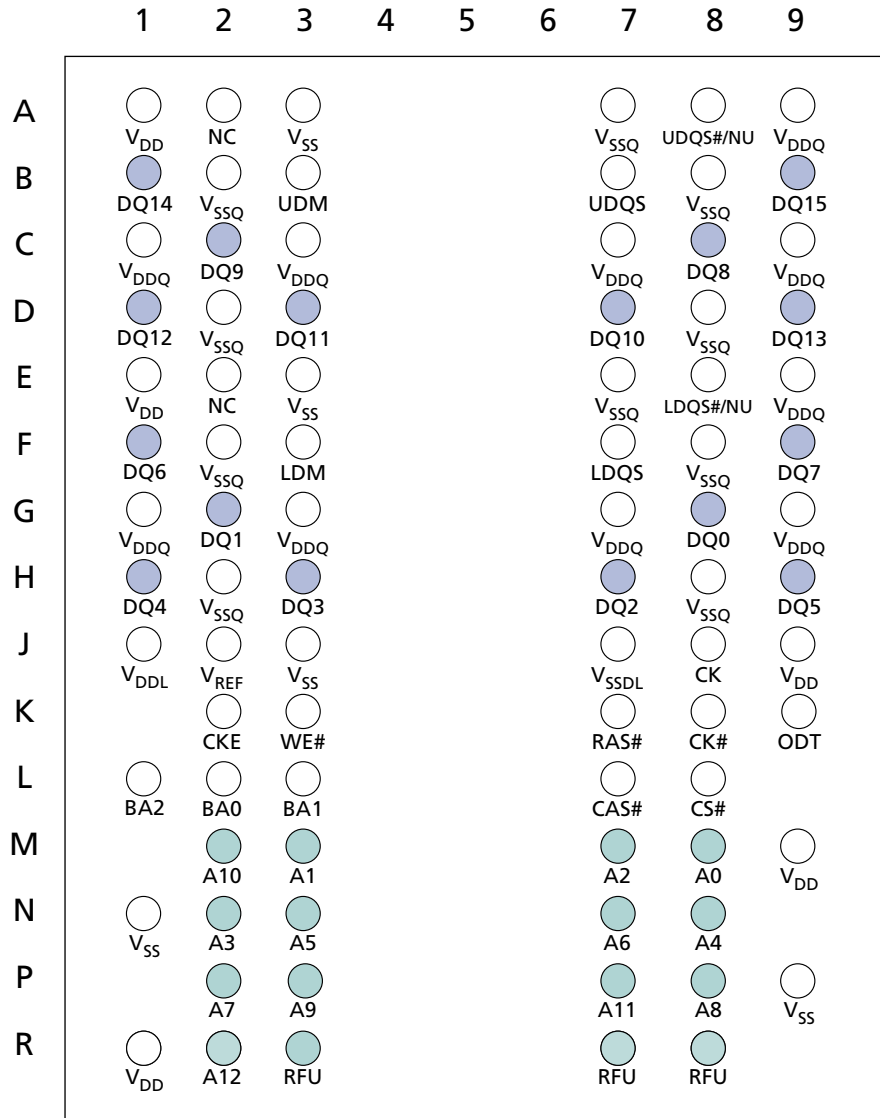 1 2 3 4 5 6 7 8 9
A
VDD NC VSS VSSQ UDQS#/NU VDDQ
B
DQ14 VSSQ UDM UDQS VSSQ DQ15
C
VDDQ DQ9 VDDQ VDDQ DQ8 VDDQ
D
DQ12 VSSQ DQ11 DQ10 VSSQ DQ13
E
VDD NC VSS VSSQ LDQS#/NU VDDQ
F
DQ6 VSSQ LDM LDQS VSSQ DQ7
G
VDDQ DQ1 VDDQ VDDQ DQ0 VDDQ
H
DQ4 VSSQ DQ3 DQ2 VSSQ DQ5
J
VDDL VREF VSS VSSDL CK VDD
K
CKE WE# RAS# CK# ODT
L
BA2 BA0 BA1 CAS# CS#
M
A10 A1 A2 A0 VDD
N
VSS A3 A5 A6 A4
P
A7 A9 A11 A8 VSS
R
VDD A12 RFU RFU RFU